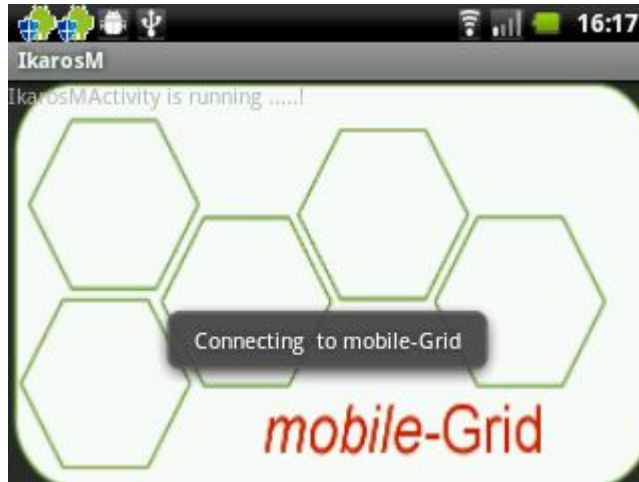 16:17
IkarosM
IkarosMActivity is running .....!
Connecting  to mobile-Grid
mobile-Grid